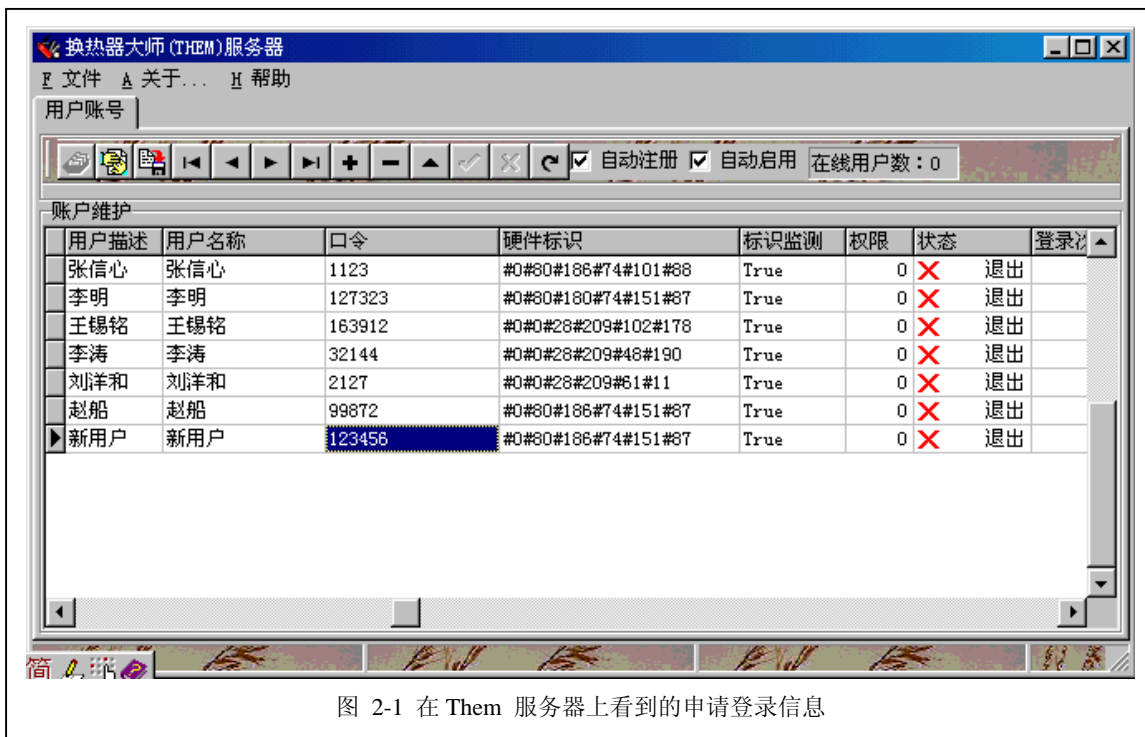 换热器大师(THEM)服务器
F 文件 A 关于... H 帮助
用户账号
自动注册 自动启用 在线用户数：0
账户维护
用户描述 用户名称 口令 硬件标识 标识监测 权限 状态 登录
张信心 张信心 1123 #0#80#186#74#101#88 True 0 退出
李明 李明 127323 #0#80#180#74#151#87 True 0 退出
王锡铭 王锡铭 163912 #0#0#28#209#102#178 True 0 退出
李涛 李涛 32144 #0#0#28#209#48#190 True 0 退出
刘洋和 刘洋和 2127 #0#0#28#209#61#11 True 0 退出
赵船 赵船 99872 #0#80#186#74#151#87 True 0 退出
新用户 新用户 123456 #0#80#186#74#151#87 True 0 退出
简
图 2-1 在 Them 服务器上看到的申请登录信息